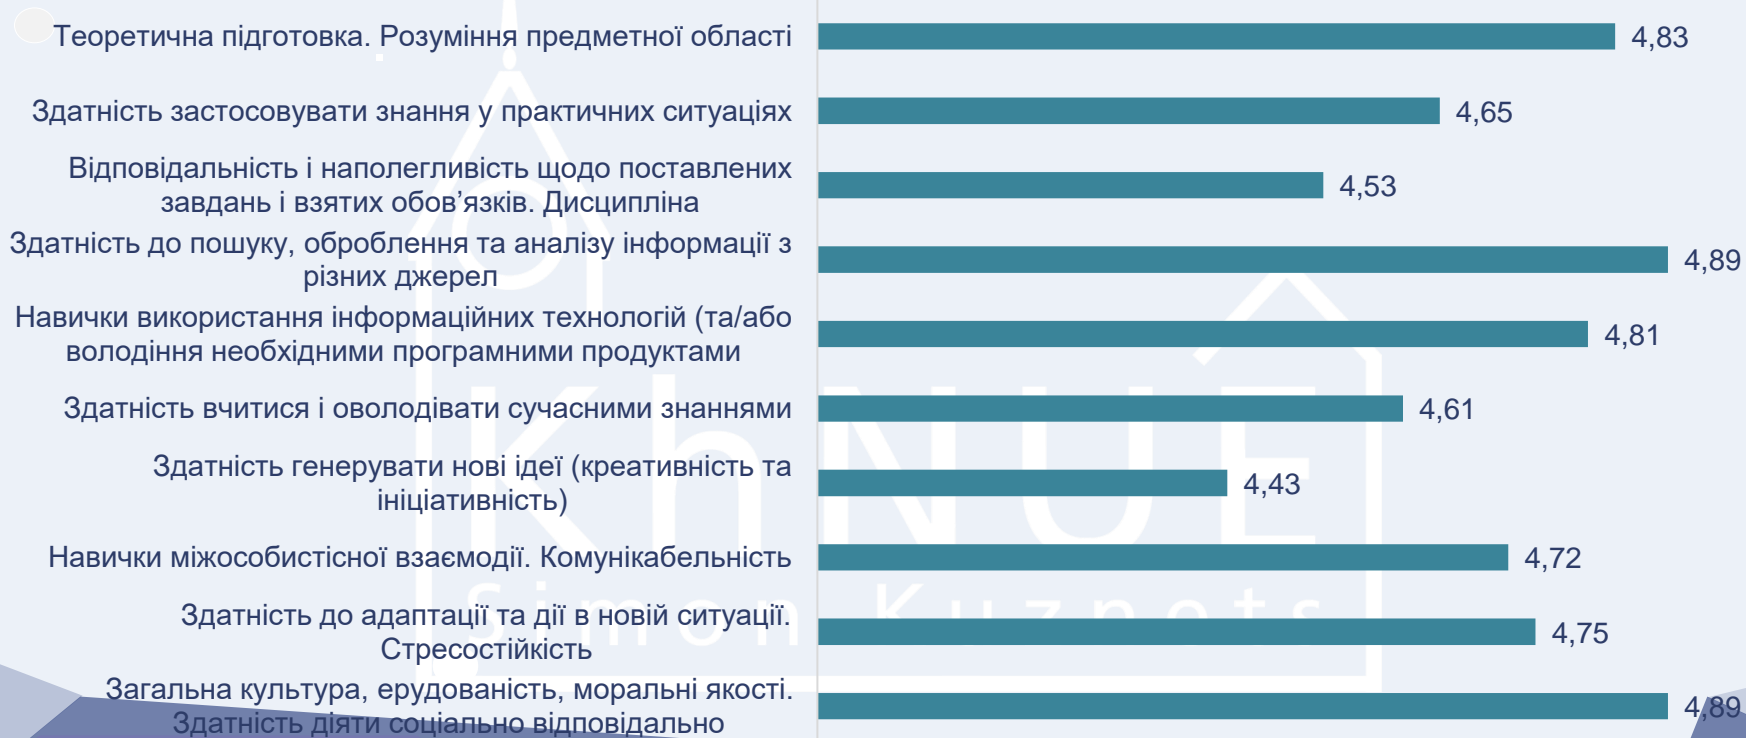 Теоретична підготовка. Розуміння предметної області 4,83
Здатність застосовувати знання у практичних ситуаціях 4,65
Відповідальність і наполегливість щодо поставлених
завдань і взятих обов’язків. Дисципліна 4,53
Здатність до пошуку, оброблення та аналізу інформації з
різних джерел 4,89
Навички використання інформаційних технологій (та/або
володіння необхідними програмними продуктами 4,81
Здатність вчитися і оволодівати сучасними знаннями 4,61
Здатність генерувати нові ідеї (креативність та
ініціативність) 4,43
Навички міжособистісної взаємодії. Комунікабельність 4,72
Здатність до адаптації та дії в новій ситуації.
Стресостійкість 4,75
Загальна культура, ерудованість, моральні якості.
Здатність діяти соціально відповідально 4,89
KhNUE
Simon Kuznets